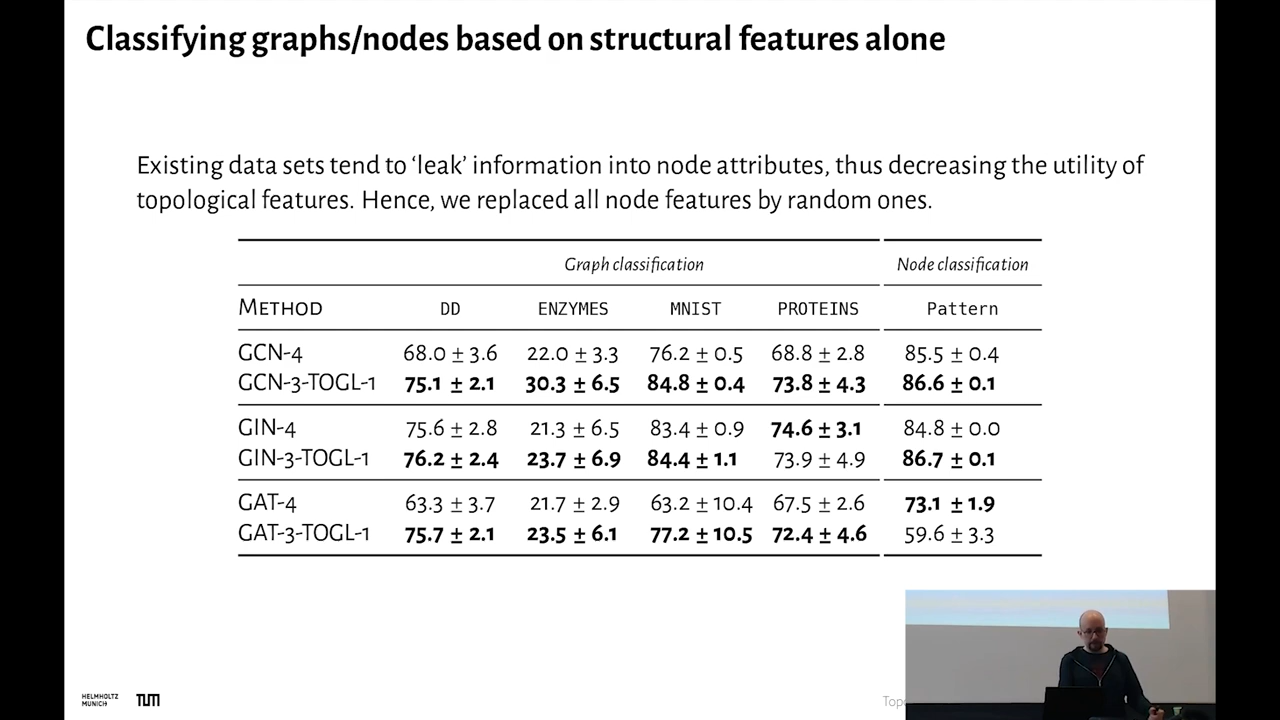 Classifying graphs/nodes based on structural features alone
Existing data sets tend to ‘leak’ information into node attributes, thus decreasing the utility of
topological features. Hence, we replaced all node features by random ones.
Graph classification Node classification
METHOD DD ENZYMES MNIST PROTEINS Pattern
GCN-4 68.0 ± 3.6 22.0 ± 3.3 76.2 ± 0.5 68.8 ± 2.8 85.5 ± 0.4
GCN-3-TOGL-1 75.1 ± 2.1 30.3 ± 6.5 84.8 ± 0.4 73.8 ± 4.3 86.6 ± 0.1
GIN-4 75.6 ± 2.8 21.3 ± 6.5 83.4 ± 0.9 74.6 ± 3.1 84.8 ± 0.0
GIN-3-TOGL-1 76.2 ± 2.4 23.7 ± 6.9 84.4 ± 1.1 73.9 ± 4.9 86.7 ± 0.1
GAT-4 63.3 ± 3.7 21.7 ± 2.9 63.2 ± 10.4 67.5 ± 2.6 73.1 ± 1.9
GAT-3-TOGL-1 75.7 ± 2.1 23.5 ± 6.1 77.2 ± 10.5 72.4 ± 4.6 59.6 ± 3.3
HELMHOLTZ
MUNICH
TUM